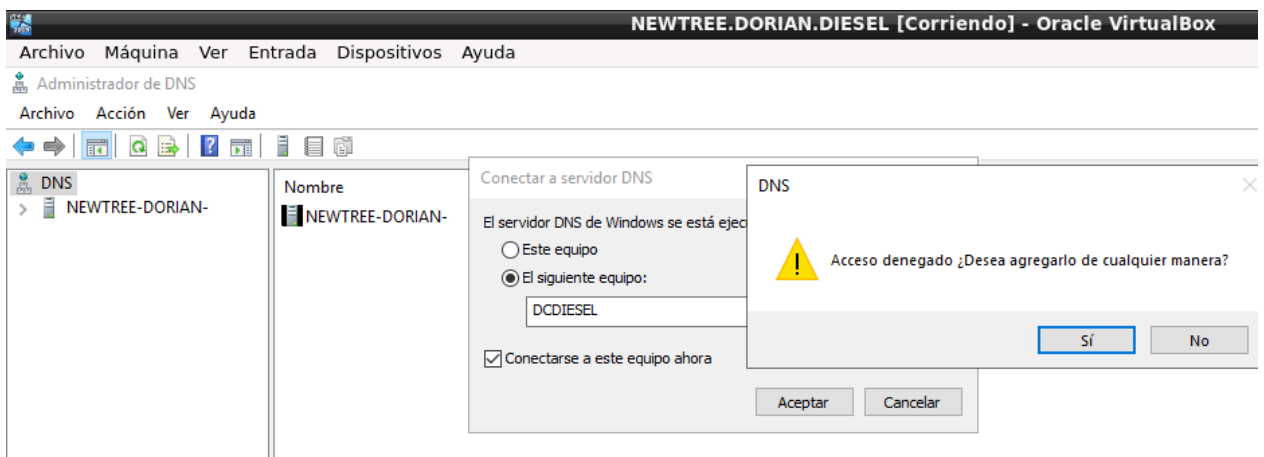 NEWTREE.DORIAN.DIESEL [Corriendo] - Oracle VirtualBox
Archivo Máquina Ver Entrada Dispositivos Ayuda
Administrador de DNS
Archivo Acción Ver Ayuda
DNS
NEWTREE-DORIAN-
Nombre
NEWTREE-DORIAN-
Conectar a servidor DNS
El servidor DNS de Windows se está ejec
Este equipo
El siguiente equipo:
DCDIESEL
Conectarse a este equipo ahora
Aceptar Cancelar
DNS
Acceso denegado ¿Desea agregarlo de cualquier manera?
Sí No